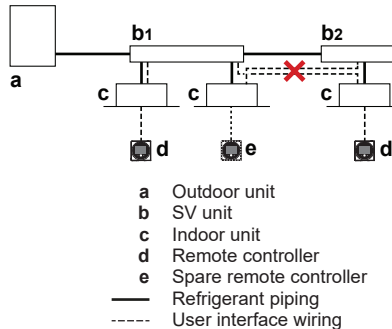 b1
b2
a
c
c
c
d
e
d
a Outdoor unit
b SV unit
c Indoor unit
d Remote controller
e Spare remote controller
Refrigerant piping
User interface wiring